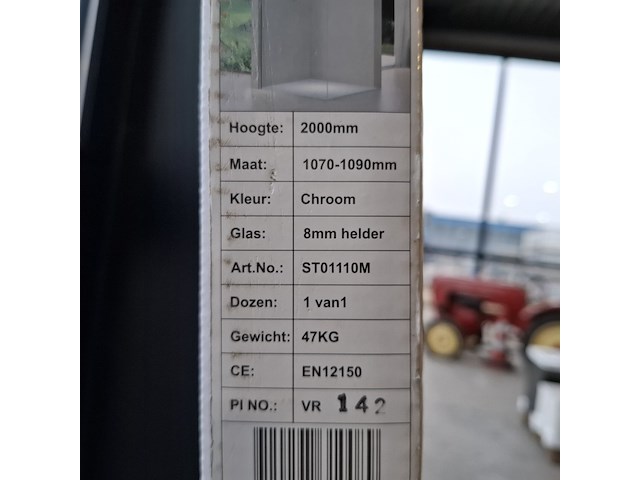 Hoogte: 2000mm
Maat: 1070-1090mm
Kleur: Chroom
Glas: 8mm helder
Art.No.: ST01110M
Dozen: 1 van1
Gewicht: 47KG
CE: EN12150
PI NO.: VR 142